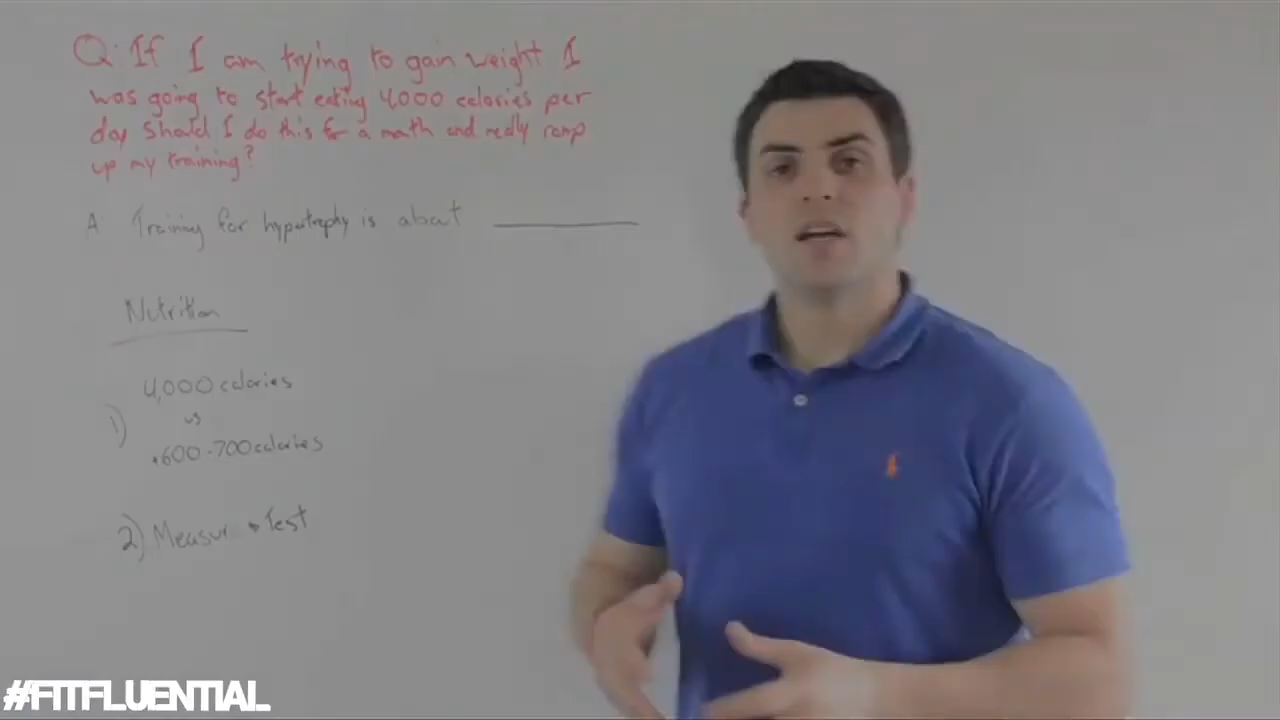 Q: If I am trying to gain weight I
was going to start eating 4,000 calories per
day should I do this for a month and really ramp
up my training?
A: Training for hypertrophy is about
Nutrition
4,000 calories
1) vs
+600-700 calories
2) Measure + Test
#FITFLUENTIAL